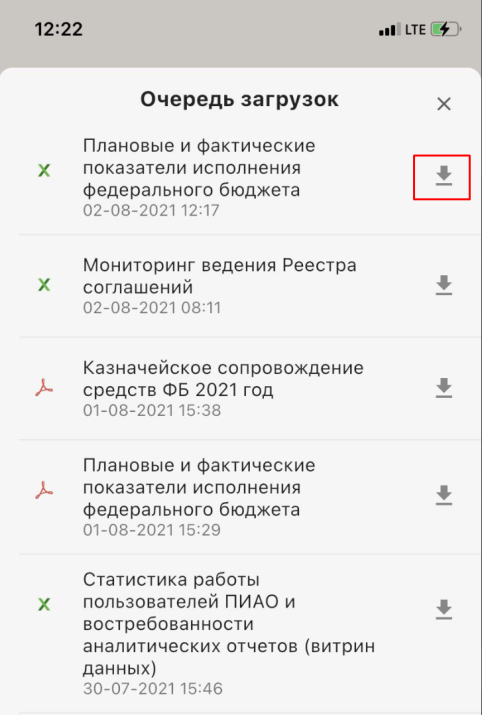 12:22
LTE
Очередь загрузок
Плановые и фактические
показатели исполнения
федерального бюджета
02-08-2021 12:17
Мониторинг ведения Реестра
соглашений
02-08-2021 08:11
Казначейское сопровождение
средств ФБ 2021 год
01-08-2021 15:38
Плановые и фактические
показатели исполнения
федерального бюджета
01-08-2021 15:29
Статистика работы
пользователей ПИАО и
востребованности
аналитических отчетов (витрин
данных)
30-07-2021 15:46